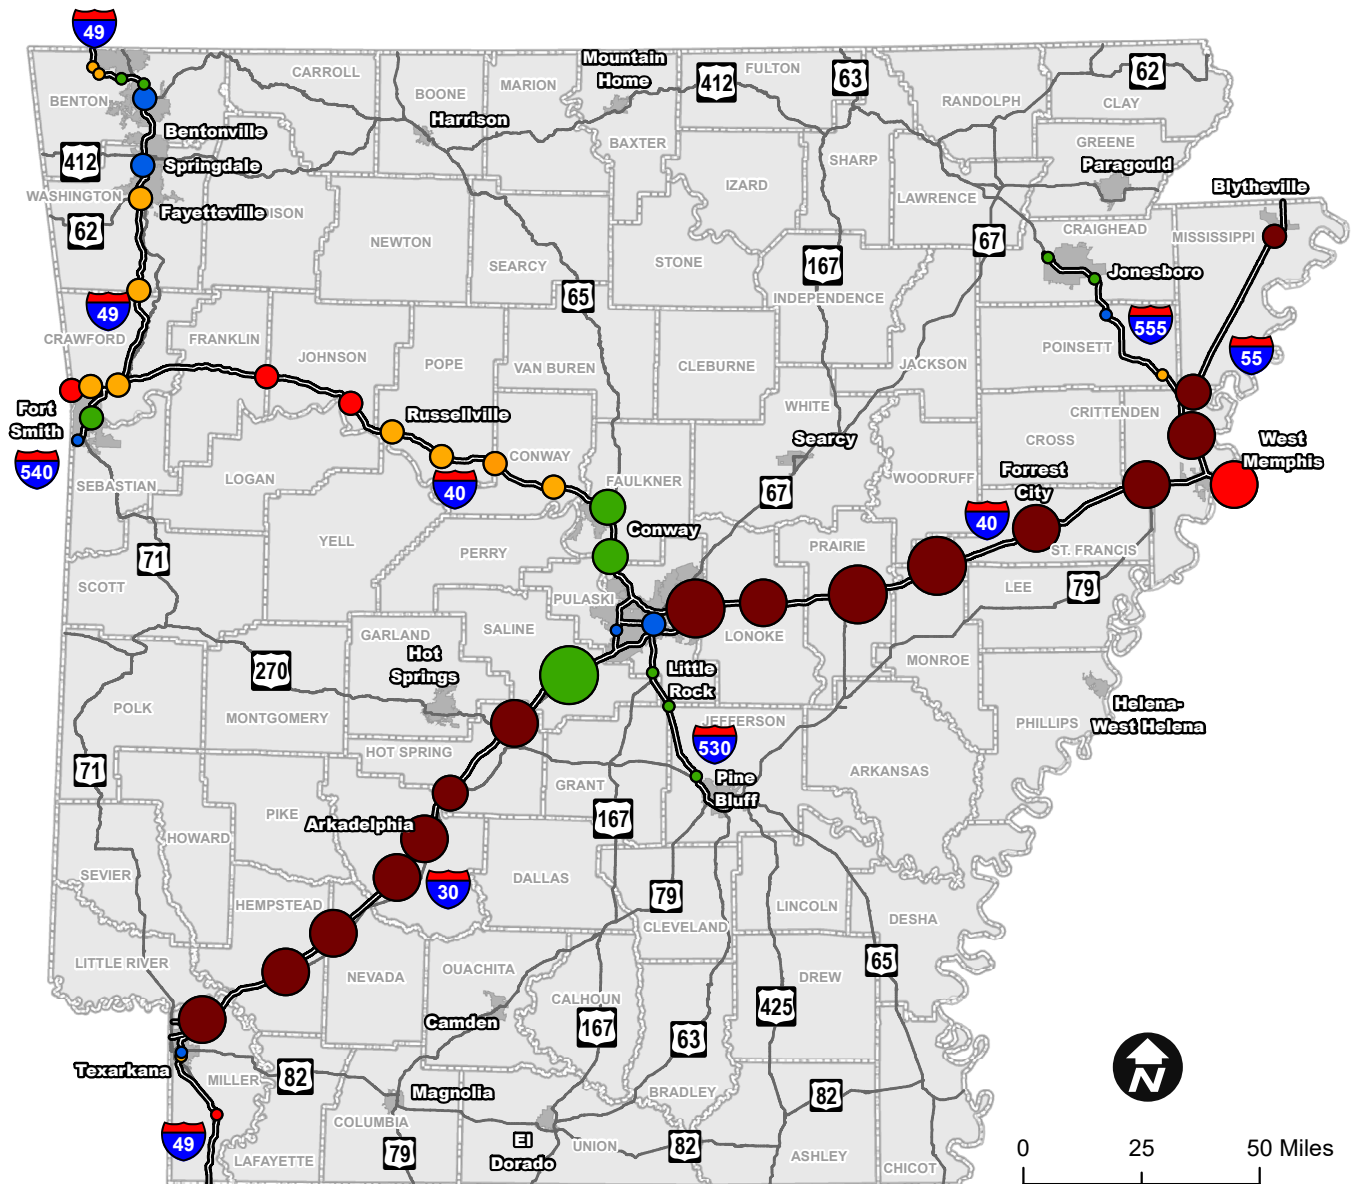 49
CARROLL
BOONE
MARION
Mountain
Home
412
FULTON
63
RANDOLPH
62
CLAY
BENTON
Harrison
Bentonville
BAXTER
SHARP
GREENE
412
Springdale
Paragould
IZARD
WASHINGTON
Fayetteville
ISON
LAWRENCE
Blytheville
62
NEWTON
SEARCY
STONE
167
67
CRAIGHEAD
MISSISSIPPI
Jonesboro
65
INDEPENDENCE
49
CRAWFORD
FRANKLIN
JOHNSON
POPE
VAN BUREN
CLEBURNE
JACKSON
POINSETT
555
55
Fort
Smith
Russellville
WHITE
CRITTENDEN
540
SEBASTIAN
LOGAN
CONWAY
40
FAULKNER
Searcy
67
WOODRUFF
CROSS
Forrest
City
West
Memphis
40
Conway
71
YELL
PERRY
PRAIRIE
ST. FRANCIS
SCOTT
PULASKI
LEE
79
GARLAND
SALINE
LONOKE
Hot
Springs
270
Little
Rock
MONROE
POLK
MONTGOMERY
JEFFERSON
PHILLIPS
Helena-
West Helena
HOT SPRING
530
71
GRANT
Pine
Bluff
ARKANSAS
PIKE
Arkadelphia
167
HOWARD
SEVIER
30
DALLAS
79
HEMPSTEAD
CLEVELAND
LINCOLN
DESHA
LITTLE RIVER
NEVADA
OUACHITA
DREW
65
CALHOUN
425
Camden
167
63
Texarkana
MILLER
82
Magnolia
BRADLEY
82
COLUMBIA
49
79
El
Dorado
UNION
82
LAFAYETTE
ASHLEY
CHICOT
N
0 25 50 Miles